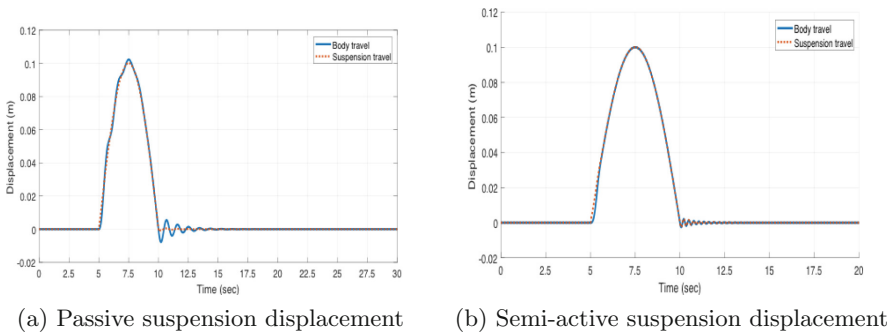 0.12
0.1
0.08
0.06
0.04
0.02
0
-0.02
Displacement (m)
Body travel
Suspension travel
0 2.5 5 7.5 10 12.5 15 17.5 20 22.5 25 27.5 30
Time (sec)
(a) Passive suspension displacement
0.12
0.1
0.08
0.06
0.04
0.02
0
-0.02
Displacement (m)
Body travel
Suspension travel
0 2.5 5 7.5 10 12.5 15 17.5 20
Time (sec)
(b) Semi-active suspension displacement